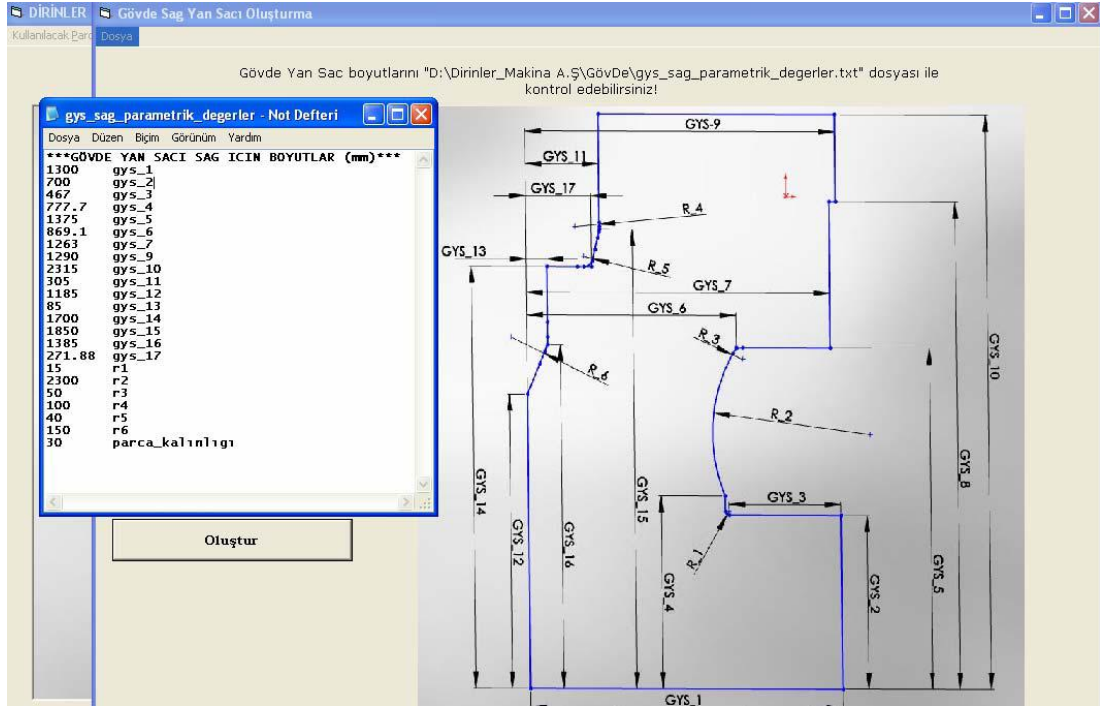 DİRİNLER
Gövde Sag Yan Sacı Oluşturma
Kullanılacak Parc
Dosya
Gövde Yan Sac boyutlarını "D:\Dirinler_Makina A.Ş\GövDe\gys_sag_parametrik_degerler.txt" dosyası ile
kontrol edebilirsiniz!
gys_sag_parametrik_degerler - Not Defteri
Dosya Düzen Biçim Görünüm Yardım
***GÖVDE YAN SACI SAG ICIN BOYUTLAR (mm)***
1300 gys_1
700 gys_2
467 gys_3
777.7 gys_4
1375 gys_5
869.1 gys_6
1263 gys_7
1290 gys_9
2315 gys_10
305 gys_11
1185 gys_12
85 gys_13
1700 gys_14
1850 gys_15
1385 gys_16
271.88 gys_17
15 r1
2300 r2
50 r3
100 r4
40 r5
150 r6
30 parca_kalınlıgı
Oluştur
GYS-9
GYS_11
GYS_17
R_4
GYS_13
R_5
GYS_7
GYS_6
R_3
R_6
GYS_10
R_2
GYS_8
GYS_14
GYS_15
GYS_3
GYS_12
GYS_16
R_1
GYS_4
GYS_2
GYS_5
GYS_1